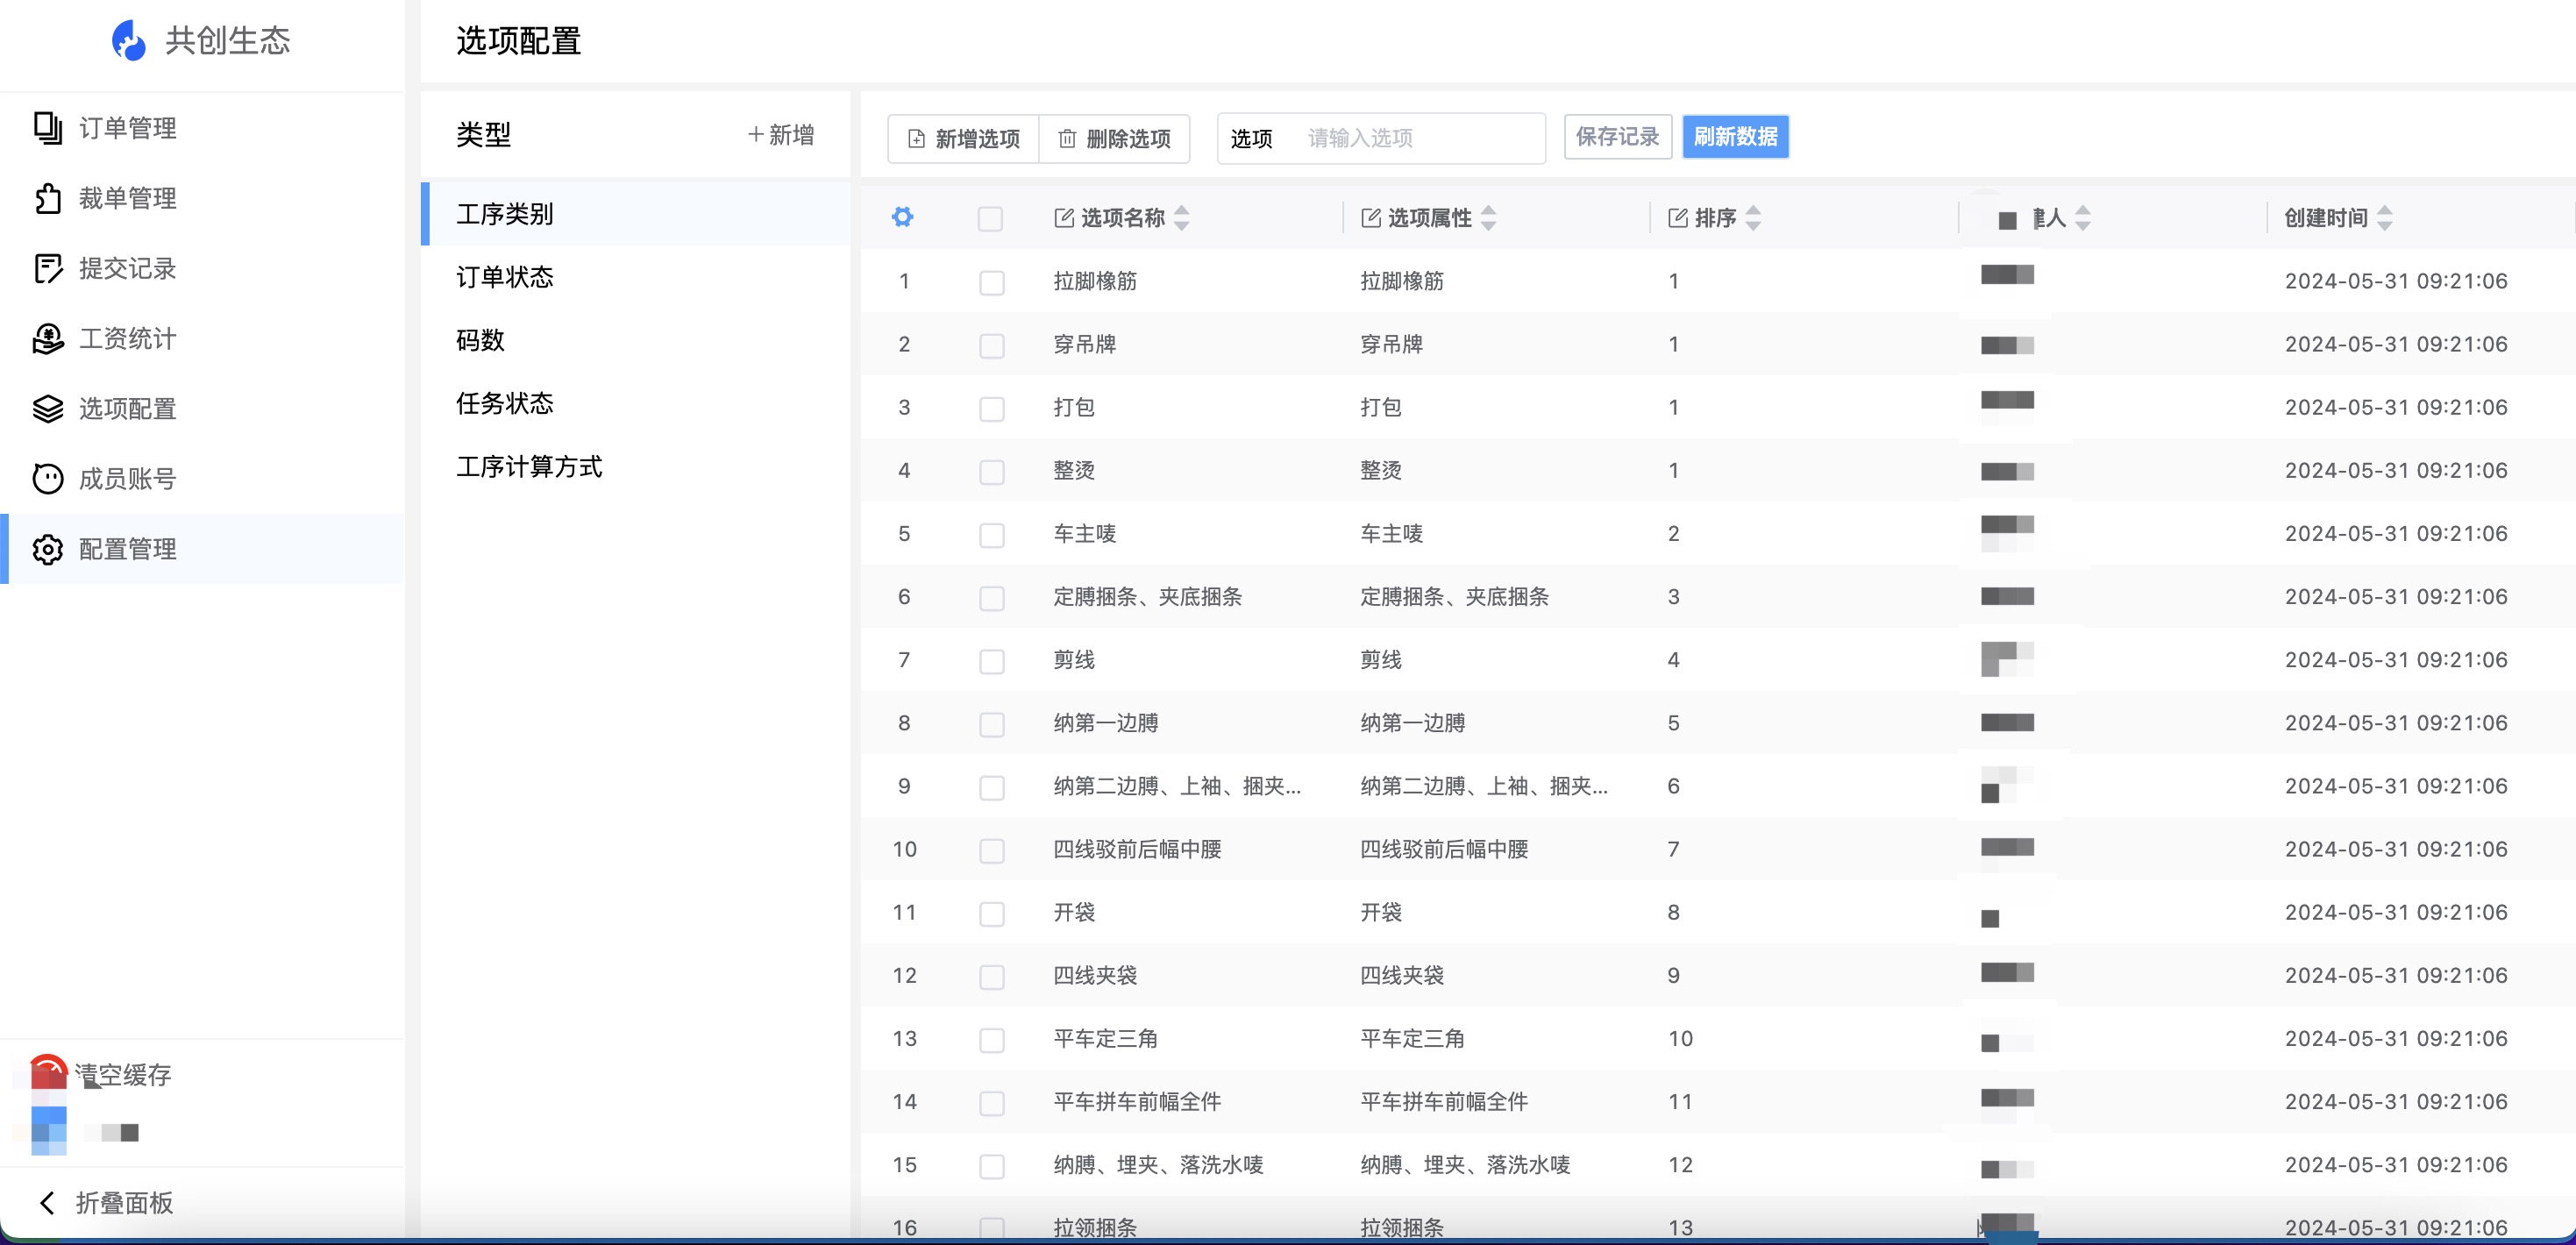 共创生态
订单管理
裁单管理
提交记录
工资统计
选项配置
成员账号
配置管理
清空缓存
折叠面板
选项配置
类型 新增
工序类别
订单状态
码数
任务状态
工序计算方式
新增选项 删除选项 选项 请输入选项 保存记录 刷新数据
选项名称 选项属性 排序 建人 创建时间
1 拉脚橡筋 拉脚橡筋 1 2024-05-31 09:21:06
2 穿吊牌 穿吊牌 1 2024-05-31 09:21:06
3 打包 打包 1 2024-05-31 09:21:06
4 整烫 整烫 1 2024-05-31 09:21:06
5 车主唛 车主唛 2 2024-05-31 09:21:06
6 定膊捆条、夹底捆条 定膊捆条、夹底捆条 3 2024-05-31 09:21:06
7 剪线 剪线 4 2024-05-31 09:21:06
8 纳第一边膊 纳第一边膊 5 2024-05-31 09:21:06
9 纳第二边膊、上袖、捆夹... 纳第二边膊、上袖、捆夹... 6 2024-05-31 09:21:06
10 四线驳前后幅中腰 四线驳前后幅中腰 7 2024-05-31 09:21:06
11 开袋 开袋 8 2024-05-31 09:21:06
12 四线夹袋 四线夹袋 9 2024-05-31 09:21:06
13 平车定三角 平车定三角 10 2024-05-31 09:21:06
14 平车拼车前幅全件 平车拼车前幅全件 11 2024-05-31 09:21:06
15 纳膊、埋夹、落洗水唛 纳膊、埋夹、落洗水唛 12 2024-05-31 09:21:06
16 拉领捆条 拉领捆条 13 2024-05-31 09:21:06